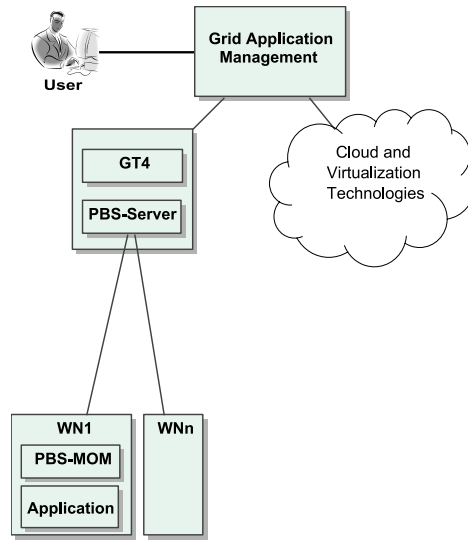 Grid Application
Management
User
GT4
PBS-Server
Cloud and
Virtualization
Technologies
WN1
WNn
PBS-MOM
Application